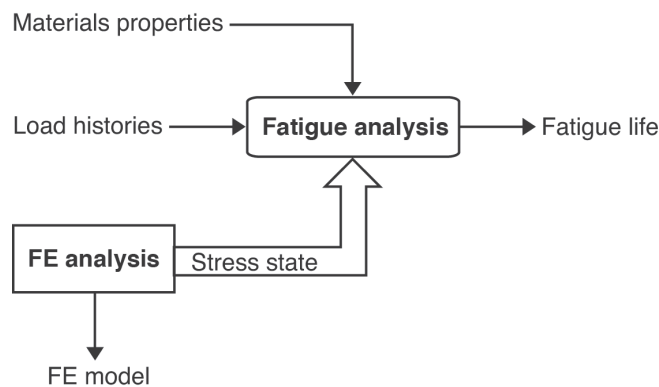 Materials properties
Load histories
Fatigue analysis
Fatigue life
FE analysis
Stress state
FE model